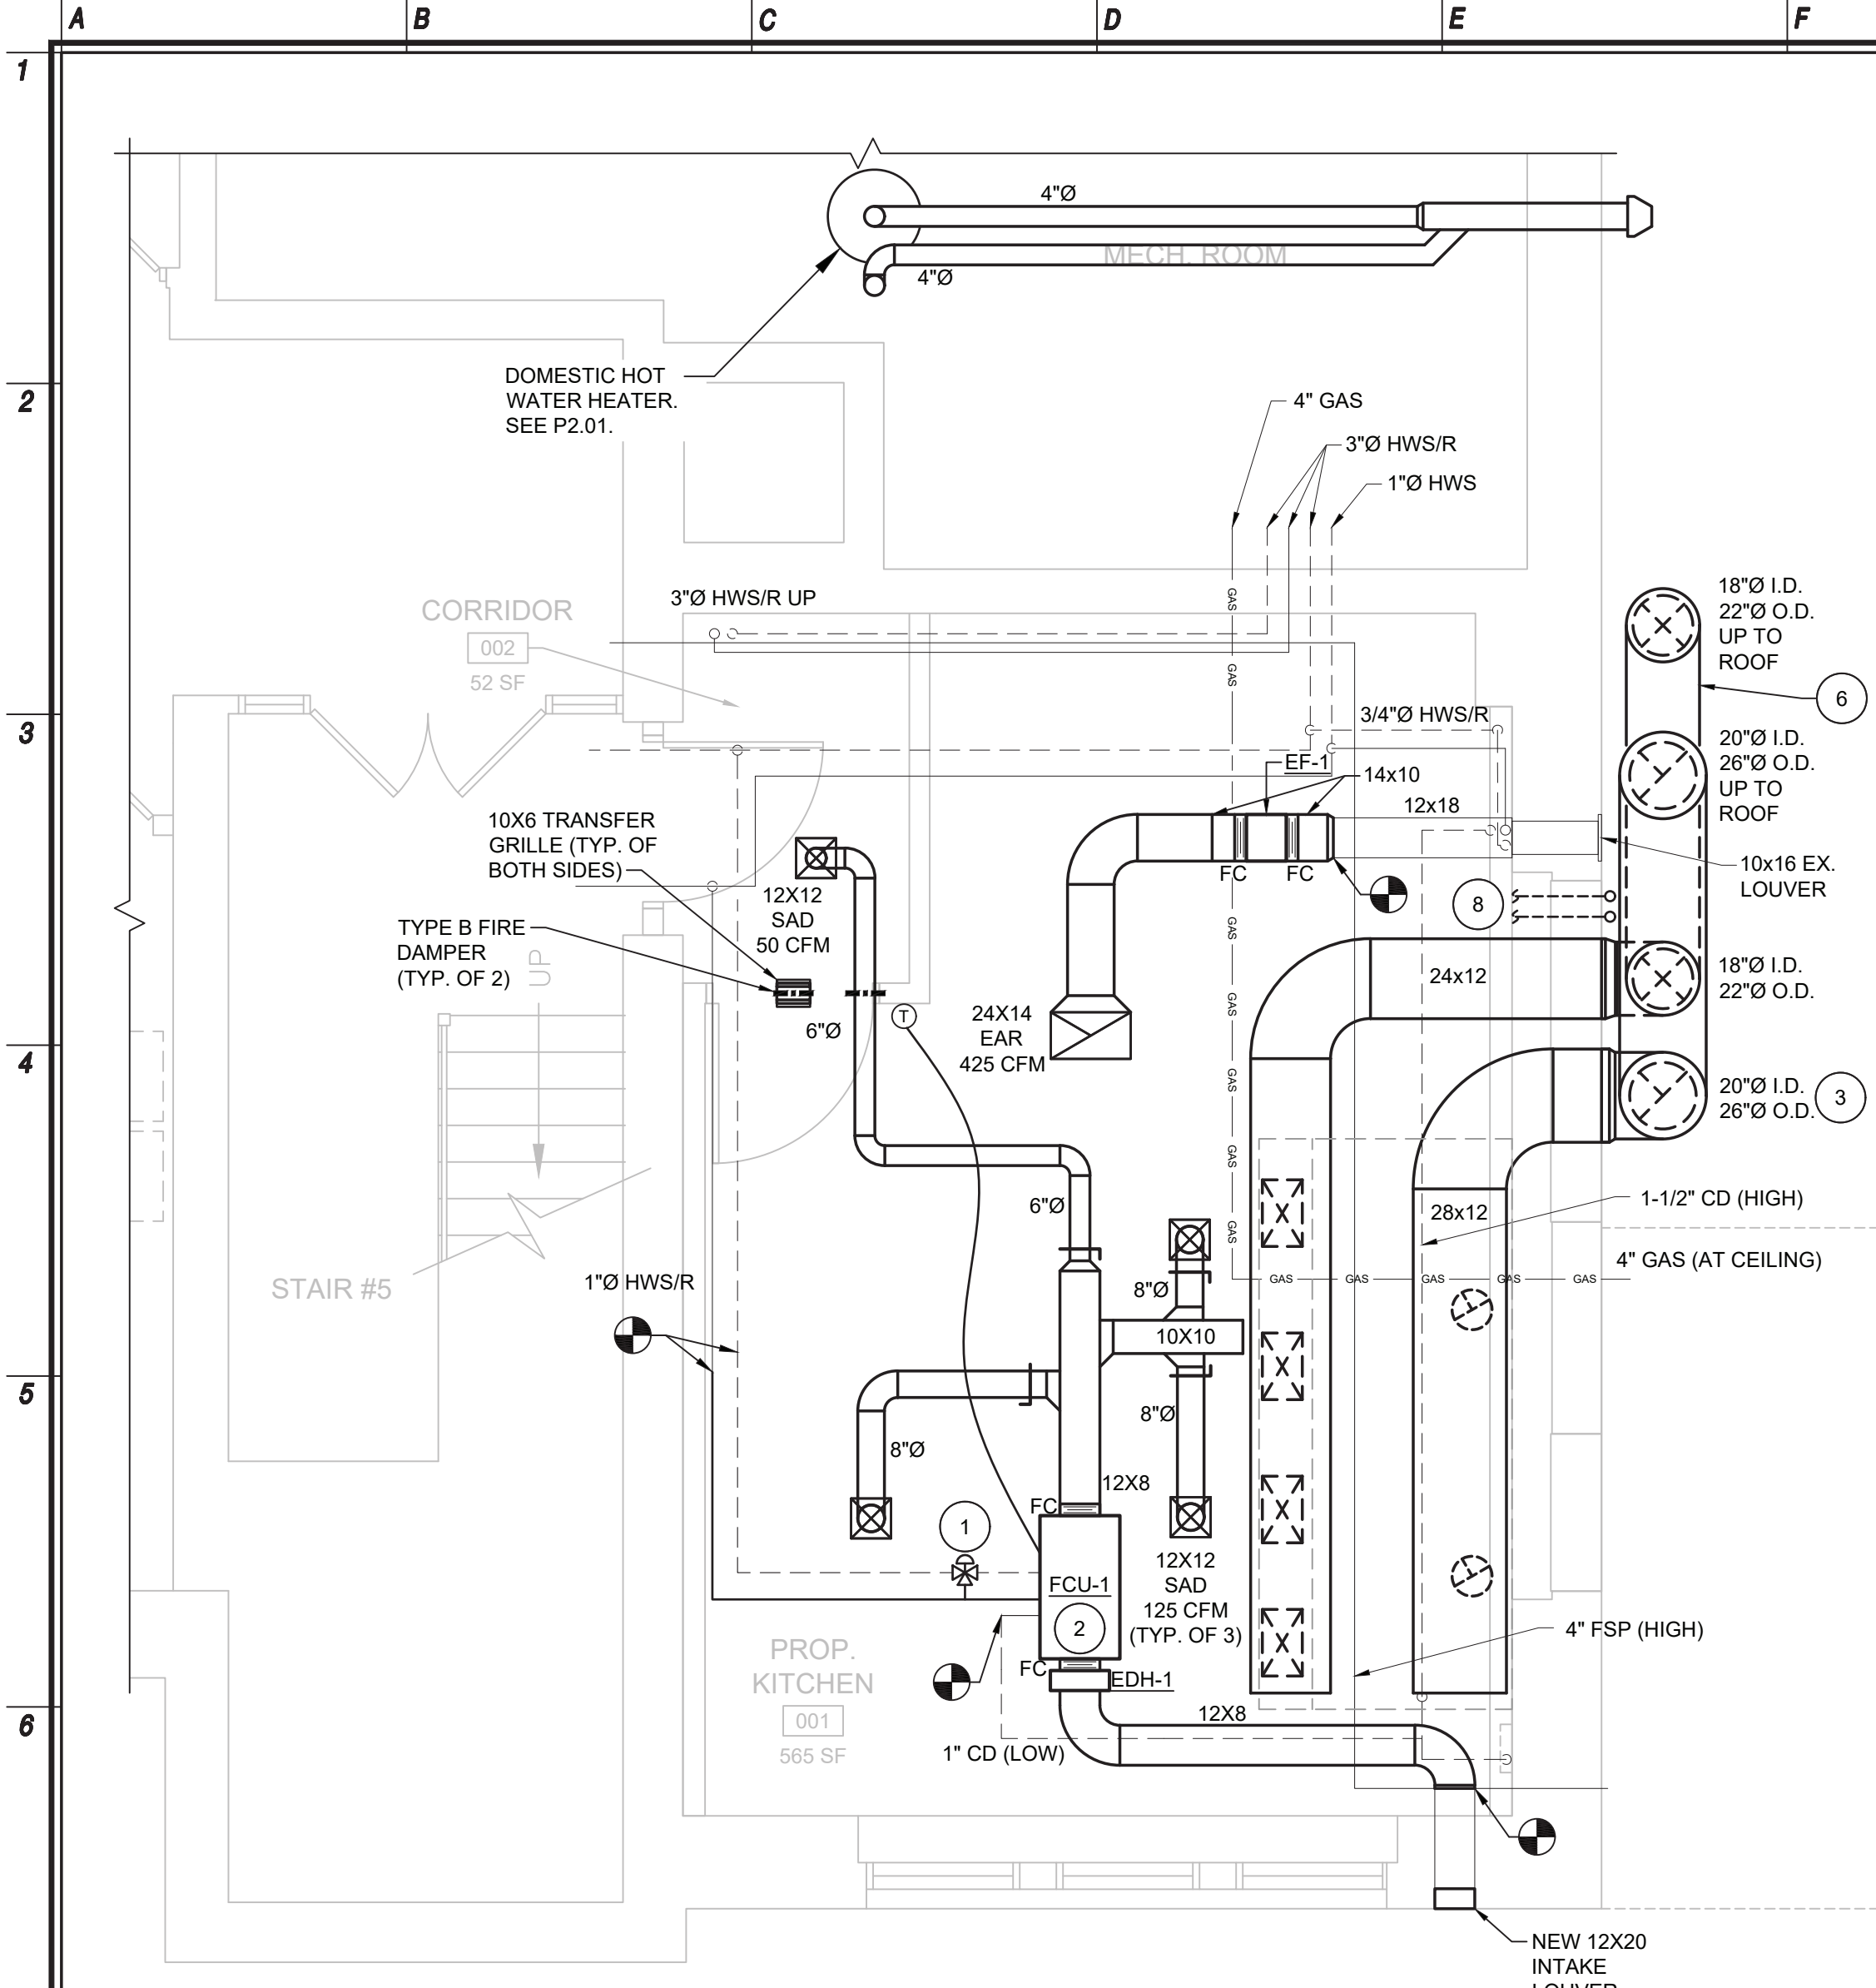 A B C D E F
1
4"Ø
MECH. ROOM
4"Ø
2
DOMESTIC HOT
WATER HEATER.
SEE P2.01.
4" GAS
3"Ø HWS/R
1"Ø HWS
CORRIDOR
002
52 SF
3"Ø HWS/R UP
GAS
GAS
18"Ø I.D.
22"Ø O.D.
UP TO
ROOF
6
3
3/4"Ø HWS/R
EF-1
14x10
12x18
20"Ø I.D.
26"Ø O.D.
UP TO
ROOF
10X6 TRANSFER
GRILLE (TYP. OF
BOTH SIDES)
12X12
SAD
50 CFM
FC
FC
10x16 EX.
LOUVER
8
TYPE B FIRE
DAMPER
(TYP. OF 2)
UP
GAS
24x12
18"Ø I.D.
22"Ø O.D.
6"Ø
T
24X14
EAR
425 CFM
GAS
4
GAS
20"Ø I.D.
26"Ø O.D.
3
GAS
6"Ø
GAS
28x12
1-1/2" CD (HIGH)
4" GAS (AT CEILING)
STAIR #5
1"Ø HWS/R
8"Ø
GAS GAS GAS GAS GAS
10X10
5
8"Ø
8"Ø
12X8
FC
1
12X12
SAD
125 CFM
(TYP. OF 3)
FCU-1
2
4" FSP (HIGH)
PROP.
KITCHEN
001
565 SF
FC
EDH-1
6
12X8
1" CD (LOW)
NEW 12X20
INTAKE
LOUVER